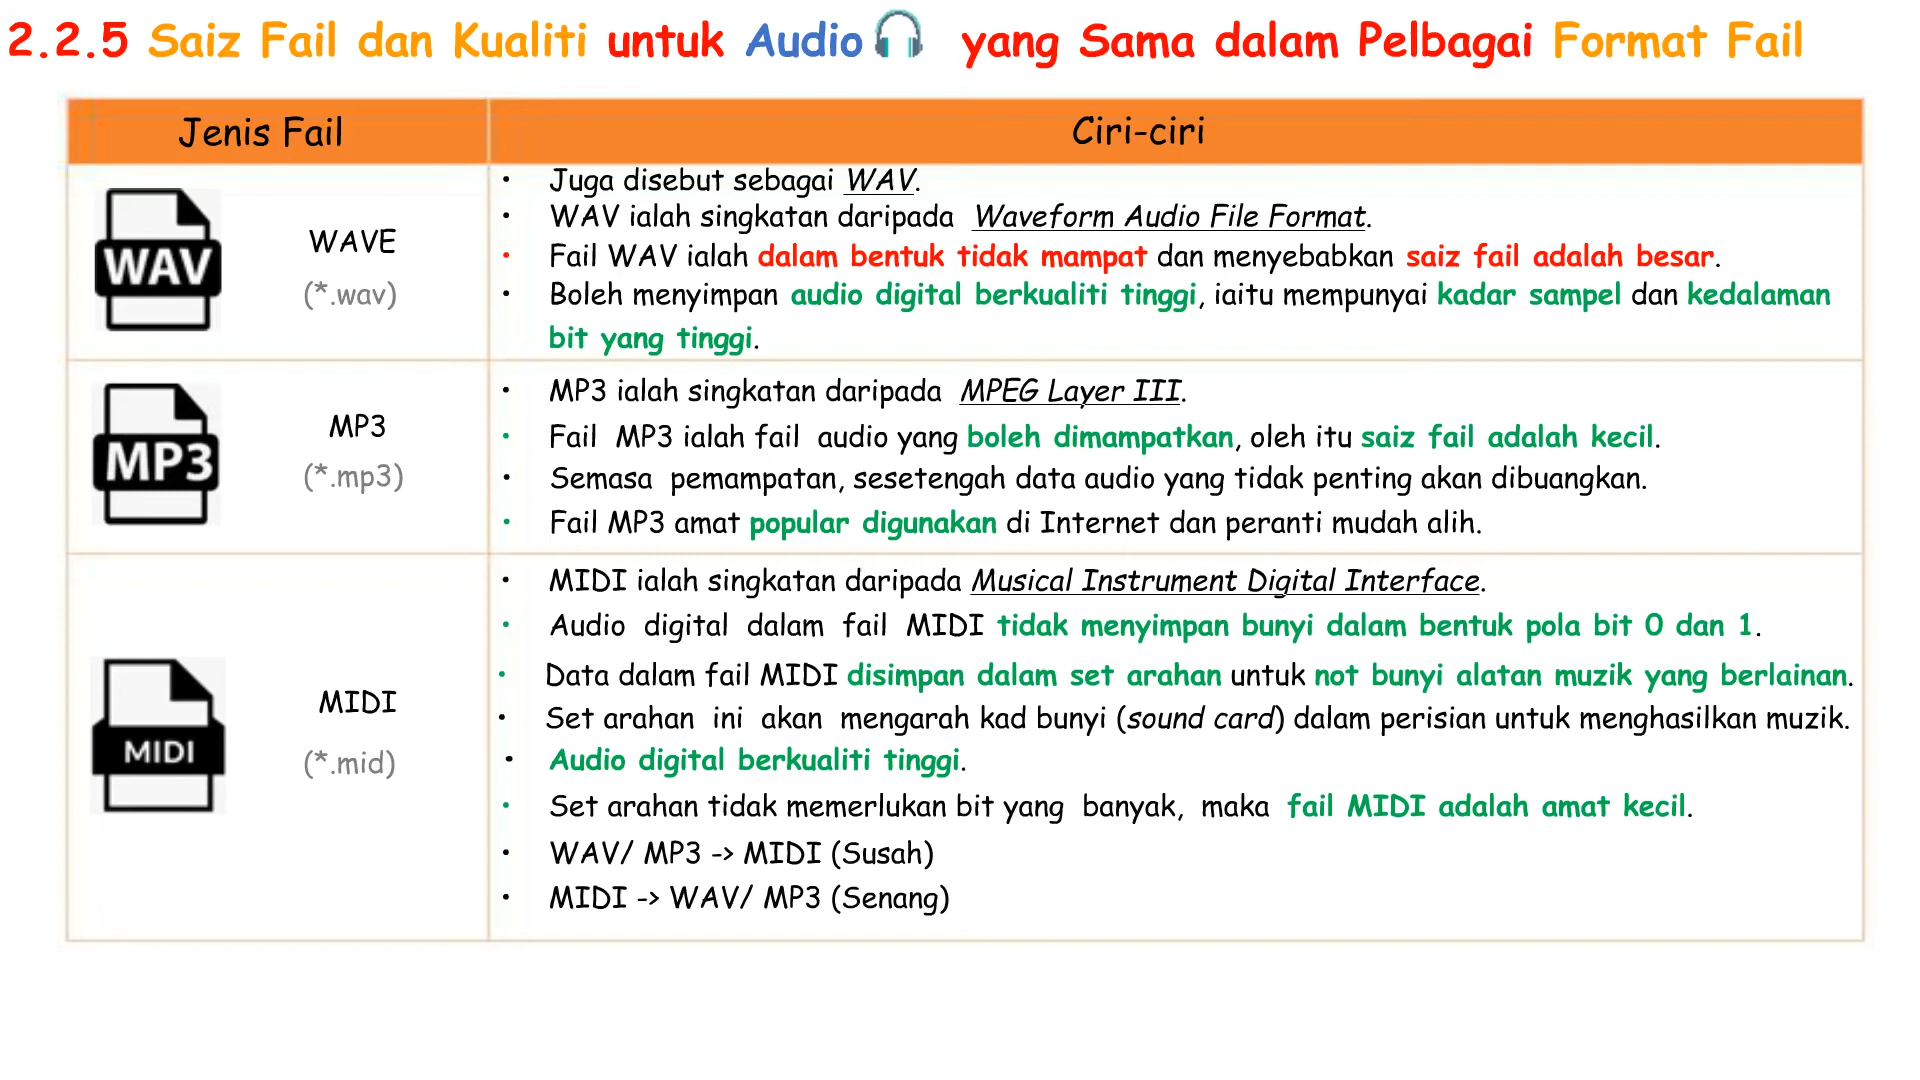 2.2.5 Saiz Fail dan Kualiti untuk Audio yang Sama dalam Pelbagai Format Fail
Jenis Fail
Ciri-ciri
WAV
WAVE
(*.wav)
• Juga disebut sebagai WAV.
• WAV ialah singkatan daripada Waveform Audio File Format.
• Fail WAV ialah dalam bentuk tidak mampat dan menyebabkan saiz fail adalah besar.
• Boleh menyimpan audio digital berkualiti tinggi, iaitu mempunyai kadar sampel dan kedalaman
bit yang tinggi.
MP3
MP3
(*.mp3)
• MP3 ialah singkatan daripada MPEG Layer III.
• Fail MP3 ialah fail audio yang boleh dimampatkan, oleh itu saiz fail adalah kecil.
• Semasa pemampatan, sesetengah data audio yang tidak penting akan dibuangkan.
• Fail MP3 amat popular digunakan di Internet dan peranti mudah alih.
MIDI
MIDI
(*.mid)
• MIDI ialah singkatan daripada Musical Instrument Digital Interface.
• Audio digital dalam fail MIDI tidak menyimpan bunyi dalam bentuk pola bit 0 dan 1.
• Data dalam fail MIDI disimpan dalam set arahan untuk not bunyi alatan muzik yang berlainan.
• Set arahan ini akan mengarah kad bunyi (sound card) dalam perisian untuk menghasilkan muzik.
• Audio digital berkualiti tinggi.
• Set arahan tidak memerlukan bit yang banyak, maka fail MIDI adalah amat kecil.
• WAV/ MP3 -> MIDI (Susah)
• MIDI -> WAV/ MP3 (Senang)